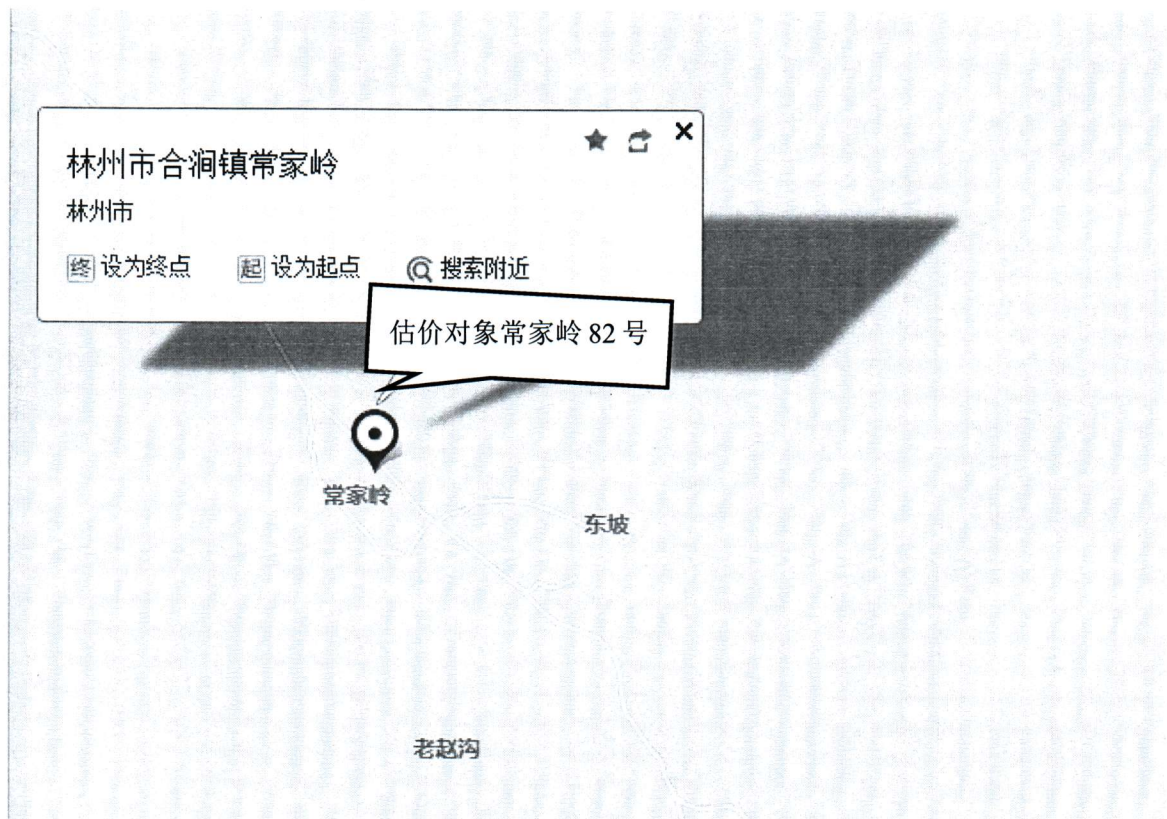 林州市合涧镇常家岭
林州市
终 设为终点 起 设为起点 搜索附近
估价对象常家岭 82 号
常家岭
东坡
老赵沟